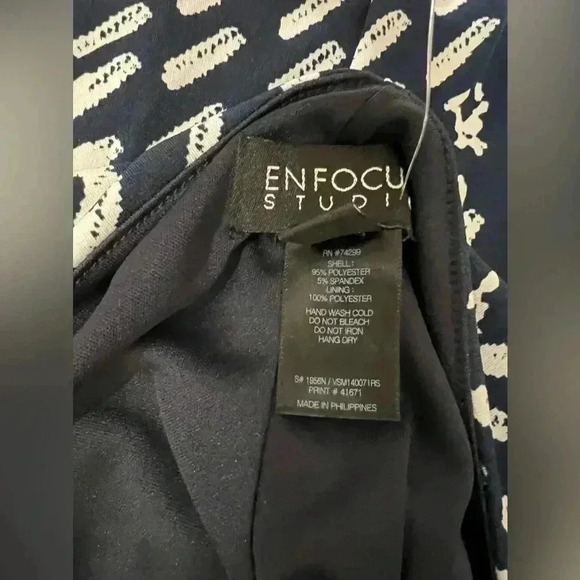 ENFOCU
STUDI
RN #74299
SHELL:
95% POLYESTER
5% SPANDEX
LINING:
100% POLYESTER
HAND WASH COLD
DO NOT BLEACH
DO NOT IRON
HANG DRY
S# 1956N / VSM14007IRS
PRINT # 41671
MADE IN PHILIPPINES